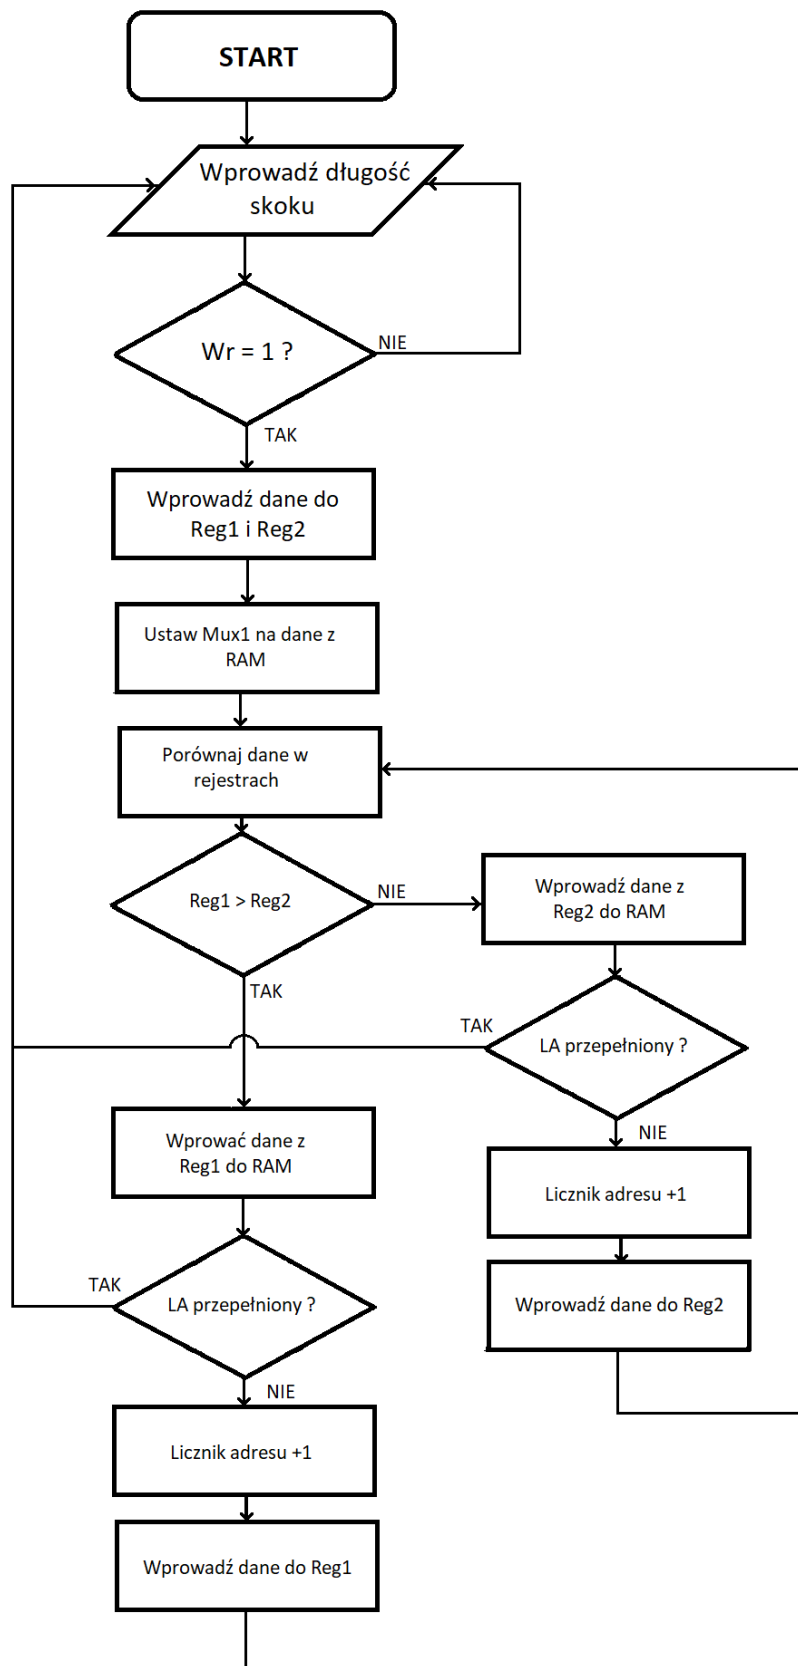 START
Wprowadź długość
skoku
Wr = 1 ?
NIE
TAK
Wprowadź dane do
Reg1 i Reg2
Ustaw Mux1 na dane z
RAM
Porównaj dane w
rejestrach
Reg1 > Reg2
NIE
Wprowadź dane z
Reg2 do RAM
TAK
TAK
LA przepełniony ?
NIE
Wprować dane z
Reg1 do RAM
Licznik adresu +1
TAK
LA przepełniony ?
Wprowadź dane do Reg2
NIE
Licznik adresu +1
Wprowadź dane do Reg1